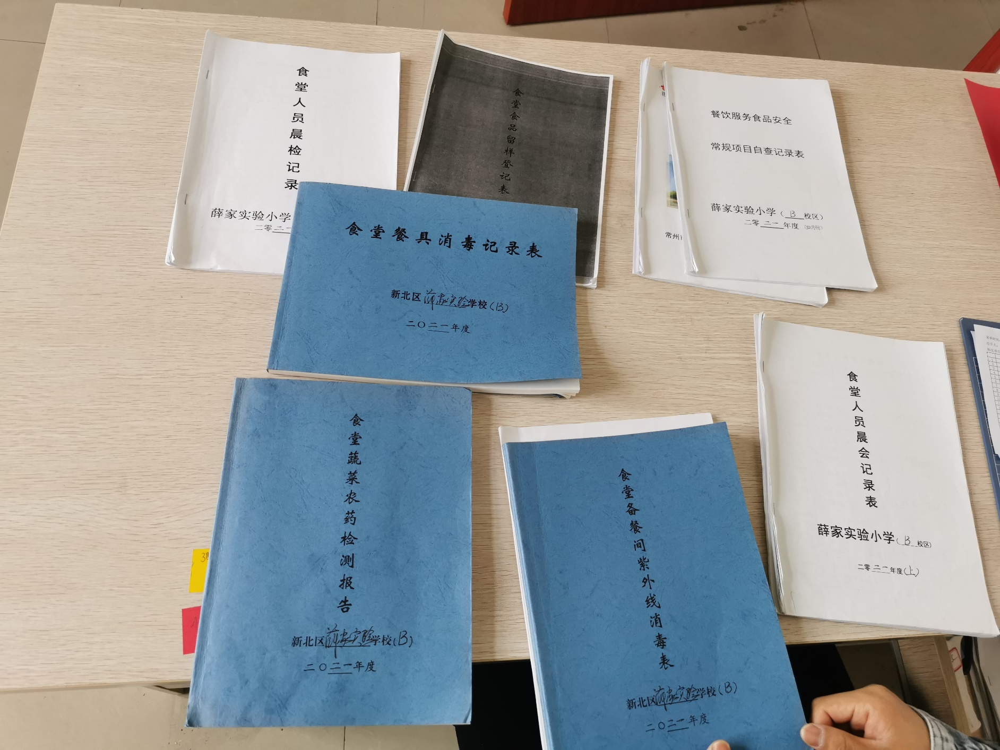 食堂人员晨检记录
薛家实验小学
二零二一
食堂食品留样登记表
常州市
餐饮服务食品安全
常规项目自查记录表
薛家实验小学（B校区）
二零二一年度（四月份）
食堂餐具消毒记录表
新北区薛家实验学校（B）
二〇二一年度
食堂人员晨会记录表
薛家实验小学（B校区）
二零二一年度（上）
食堂蔬菜农药检测报告
新北区薛家实验学校（B）
二〇二一年度
食堂备餐间紫外线消毒表
新北区薛家实验学校（B）
二〇二一年度